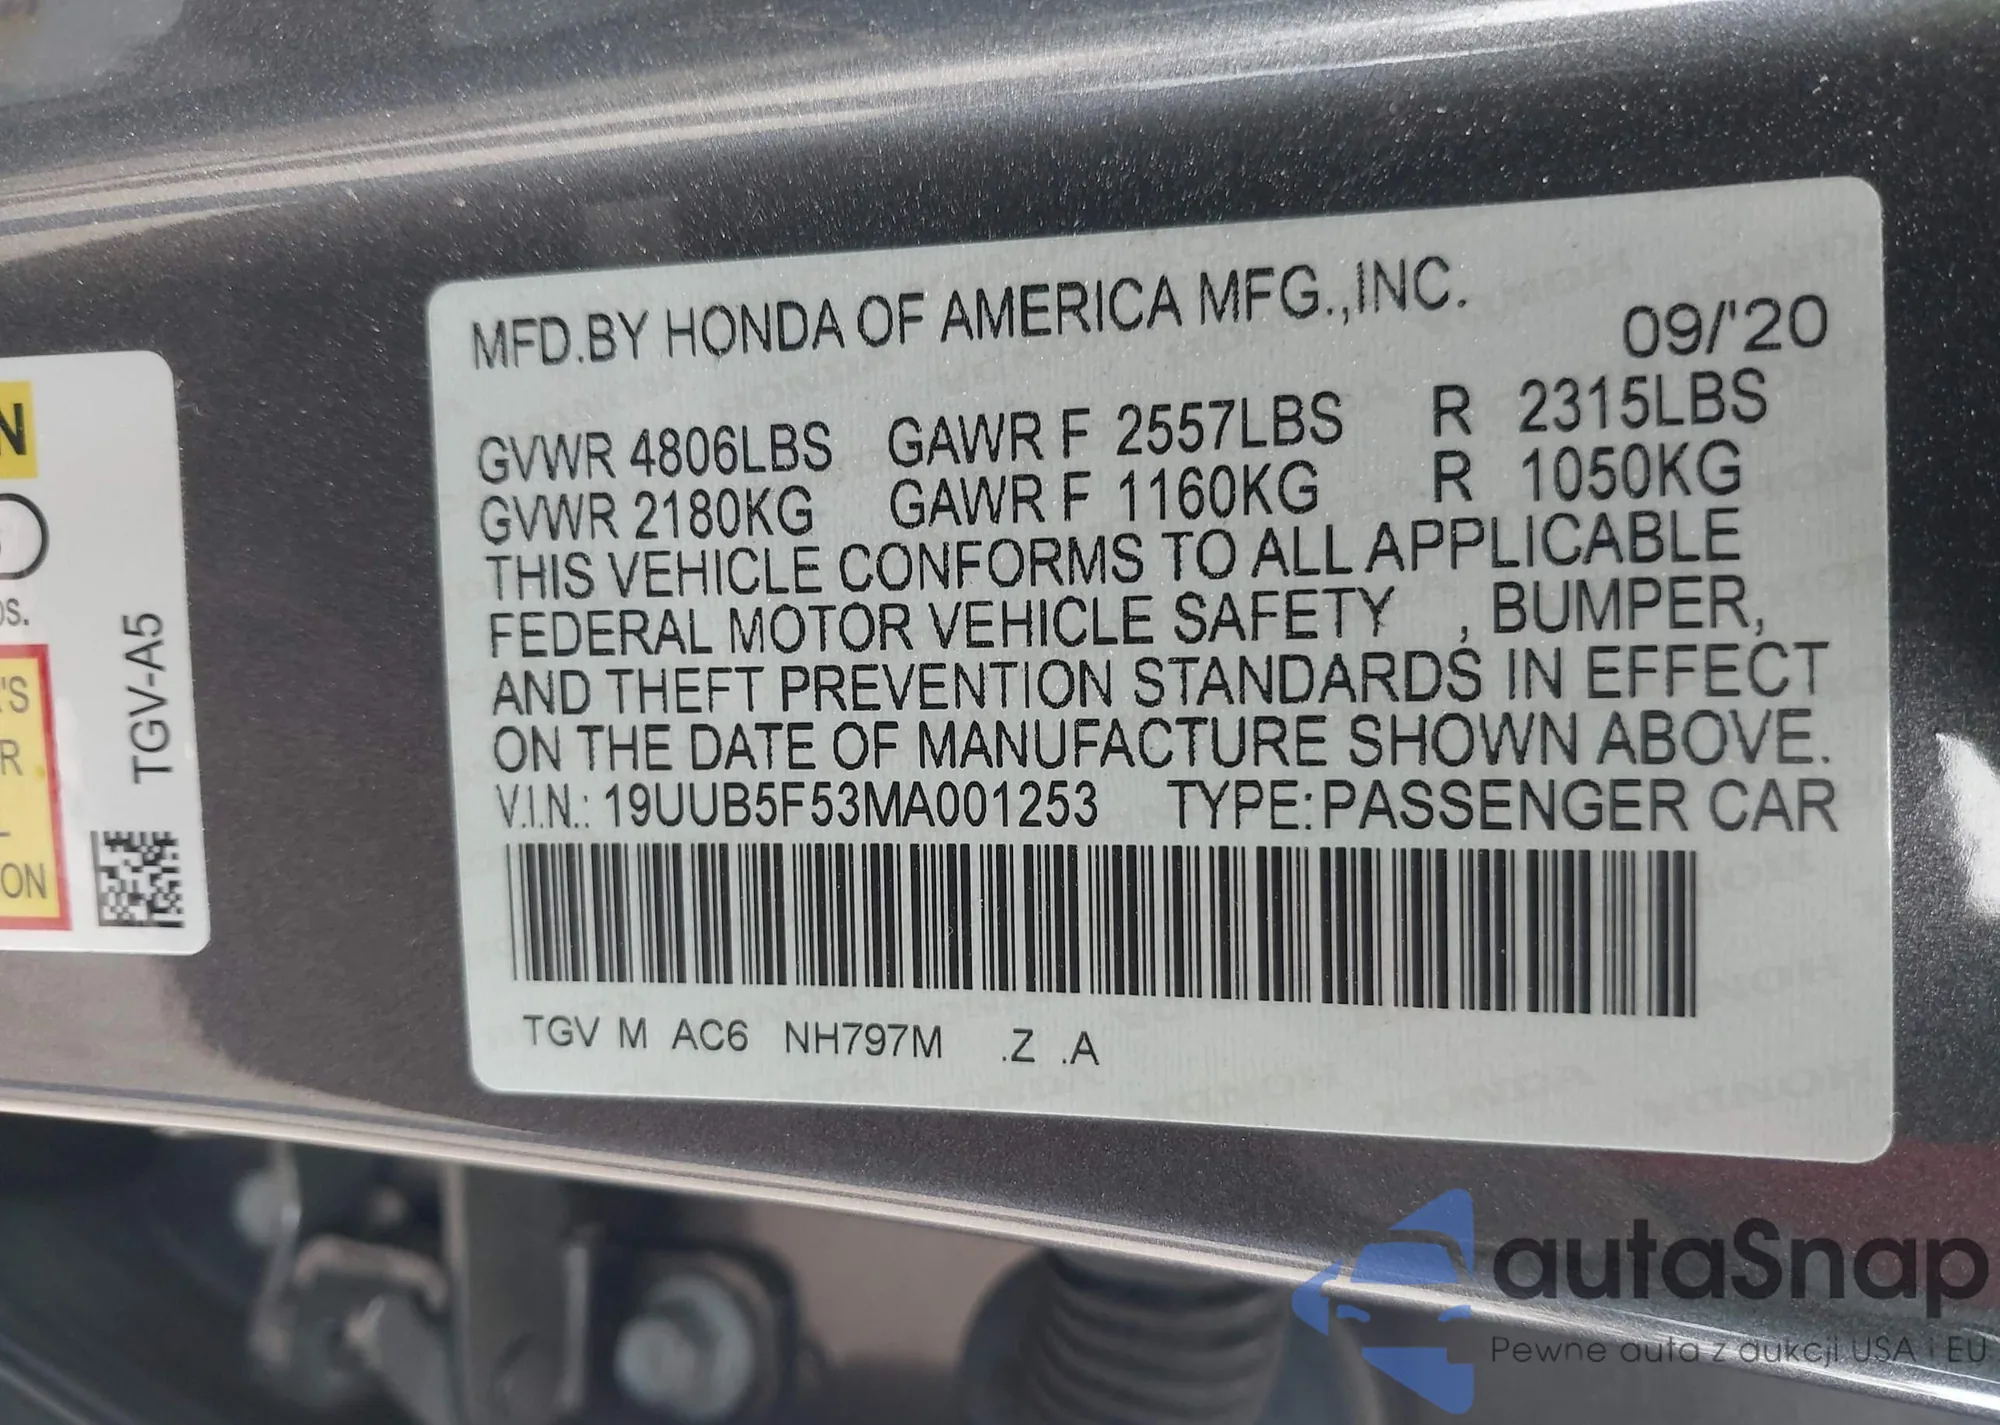 MFD.BY HONDA OF AMERICA MFG.,INC.
09/'20
GVWR 4806LBS GAWR F 2557LBS R 2315LBS
GVWR 2180KG GAWR F 1160KG R 1050KG
THIS VEHICLE CONFORMS TO ALL APPLICABLE
FEDERAL MOTOR VEHICLE SAFETY , BUMPER,
AND THEFT PREVENTION STANDARDS IN EFFECT
ON THE DATE OF MANUFACTURE SHOWN ABOVE.
V.I.N.: 19UUB5F53MA001253 TYPE:PASSENGER CAR
TGV M AC6 NH797M .Z .A
TGV-A5
N
'S
R
L
ON
autaSnap
Pewne auta z aukcji USA i EU